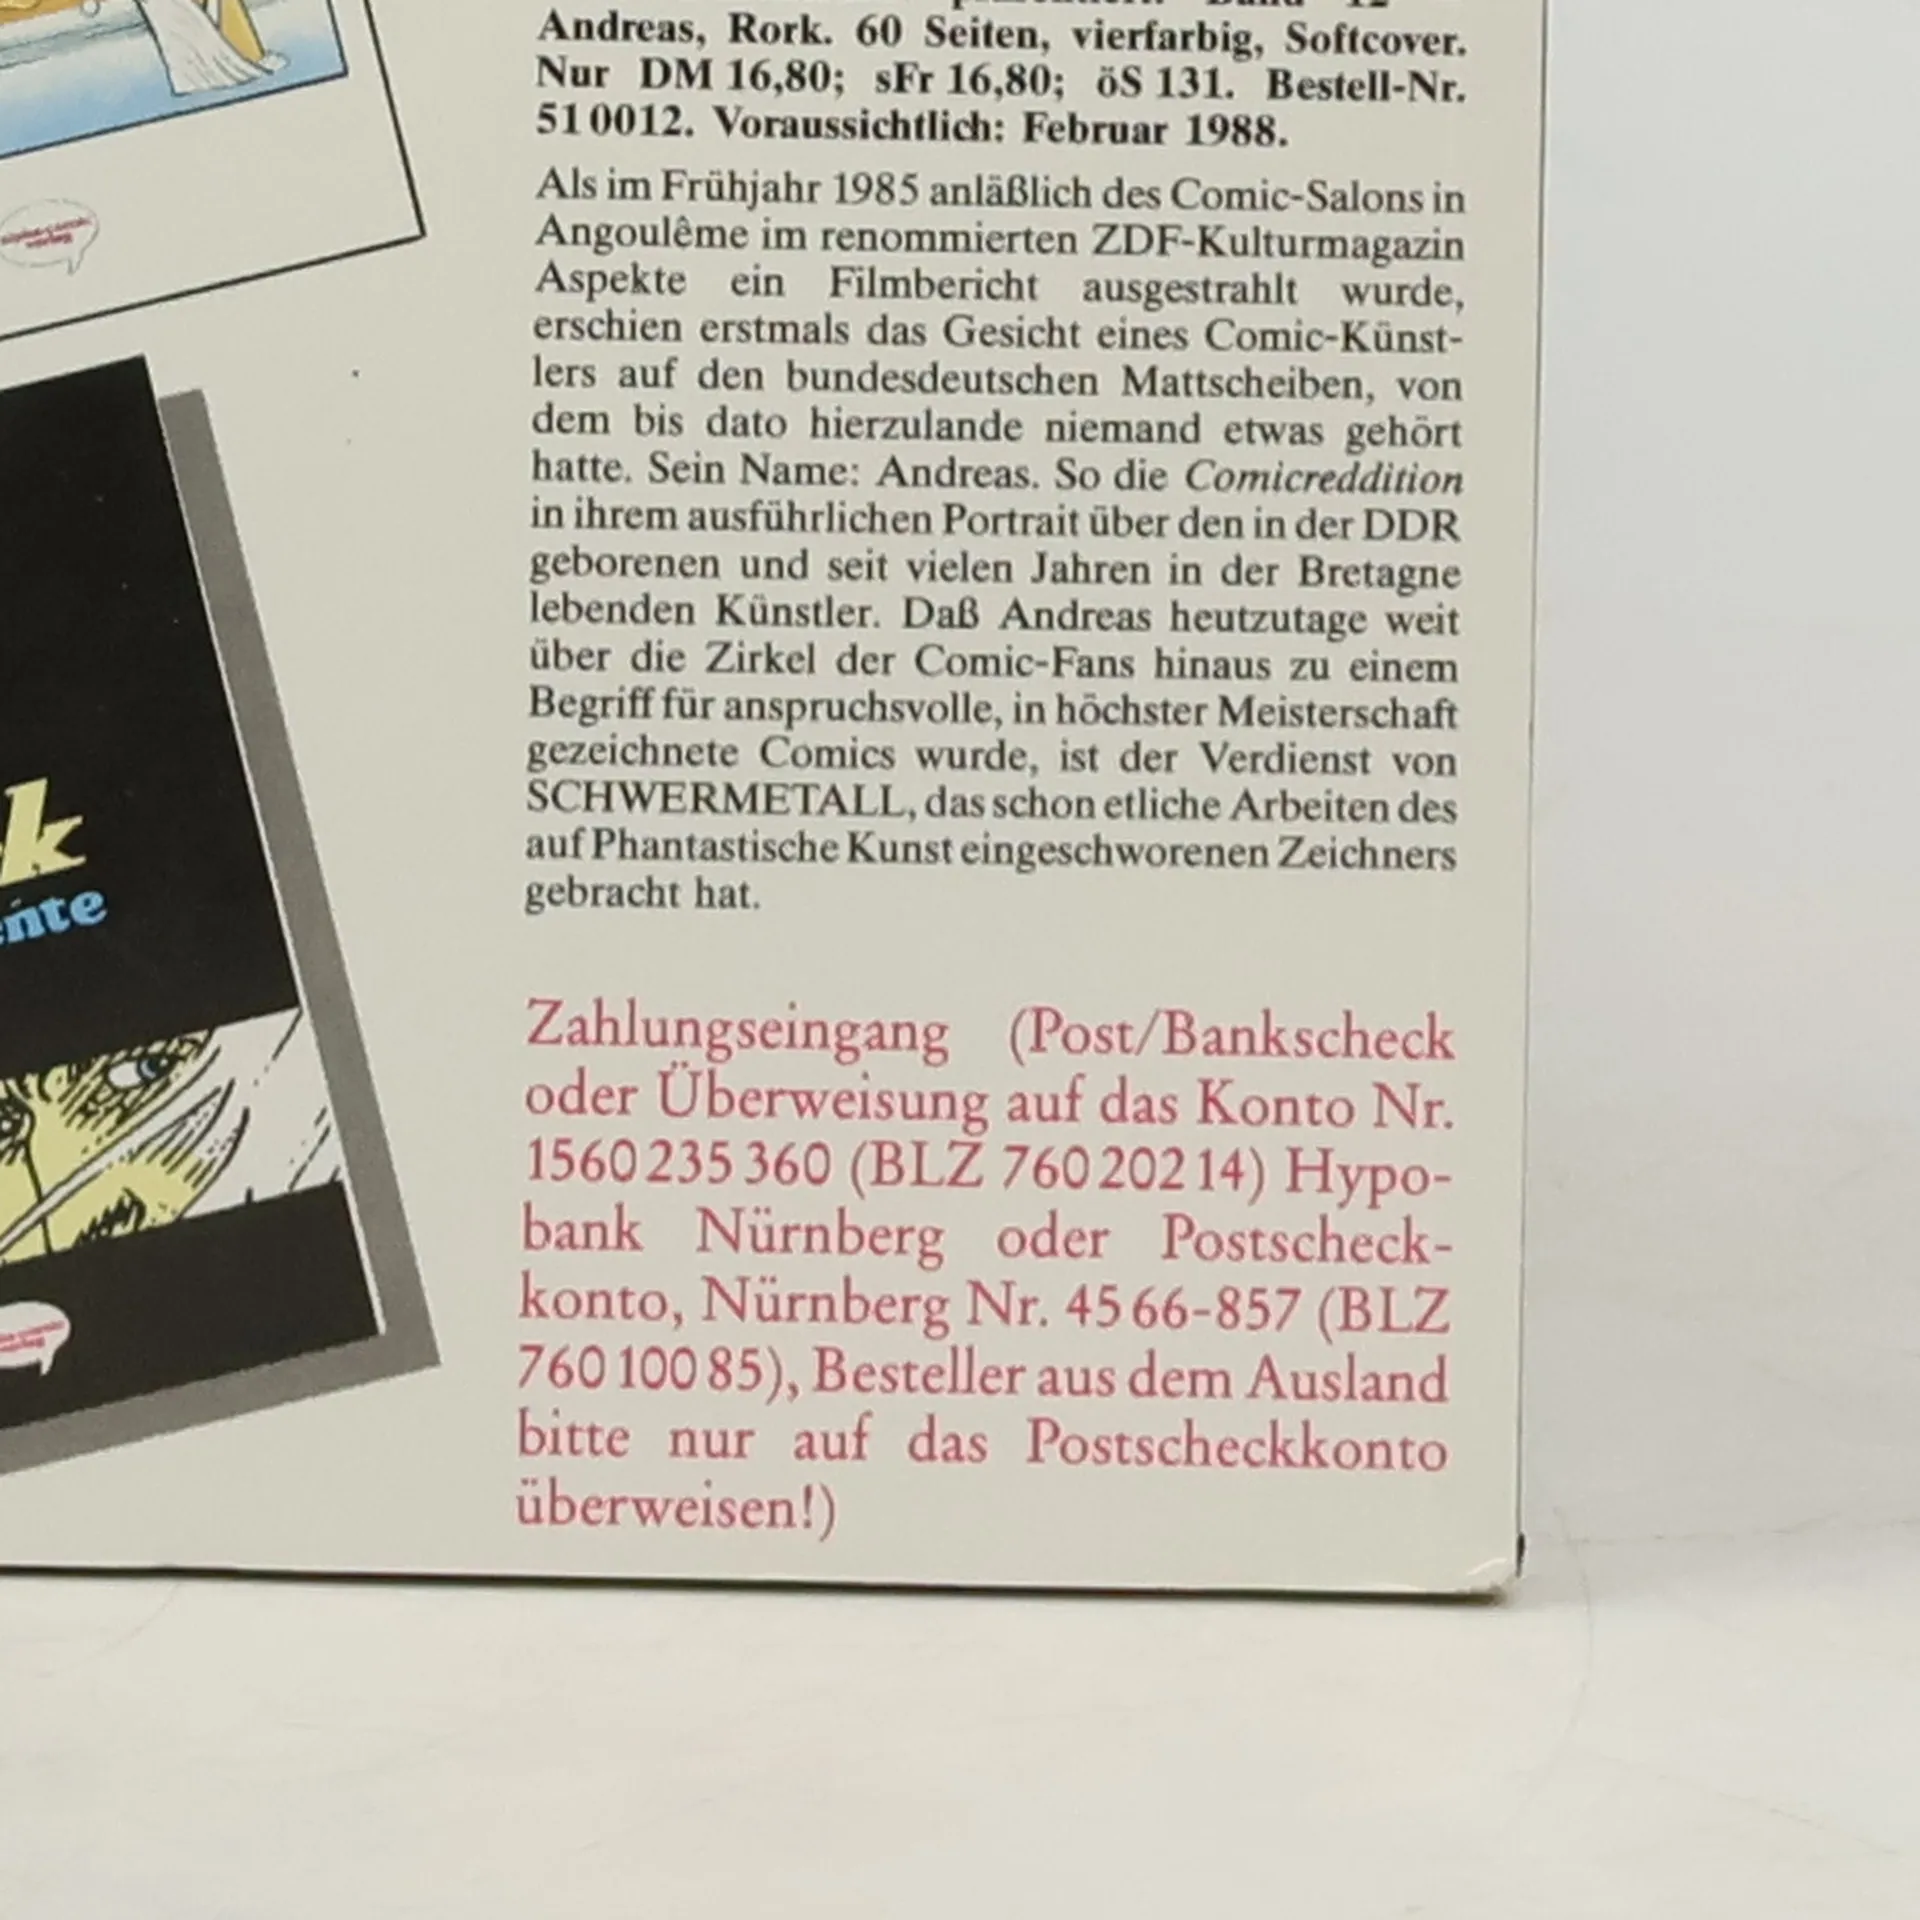 Andreas, Rork. 60 Seiten, vierfarbig, Softcover.
Nur DM 16,80; sFr 16,80; öS 131. Bestell-Nr.
51 0012. Voraussichtlich: Februar 1988.
Als im Frühjahr 1985 anläßlich des Comic-Salons in
Angoulême im renommierten ZDF-Kulturmagazin
Aspekte ein Filmbericht ausgestrahlt wurde,
erschien erstmals das Gesicht eines Comic-Künst-
lers auf den bundesdeutschen Mattscheiben, von
dem bis dato hierzulande niemand etwas gehört
hatte. Sein Name: Andreas. So die Comicreddition
in ihrem ausführlichen Portrait über den in der DDR
geborenen und seit vielen Jahren in der Bretagne
lebenden Künstler. Daß Andreas heutzutage weit
über die Zirkel der Comic-Fans hinaus zu einem
Begriff für anspruchsvolle, in höchster Meisterschaft
gezeichnete Comics wurde, ist der Verdienst von
SCHWERMETALL, das schon etliche Arbeiten des
auf Phantastische Kunst eingeschworenen Zeichners
gebracht hat.
Zahlungseingang (Post/Bankscheck
oder Überweisung auf das Konto Nr.
1560 235 360 (BLZ 760 202 14) Hypo-
bank Nürnberg oder Postscheck-
konto, Nürnberg Nr. 45 66-857 (BLZ
760 100 85), Besteller aus dem Ausland
bitte nur auf das Postscheckkonto
überweisen!)
k
nte